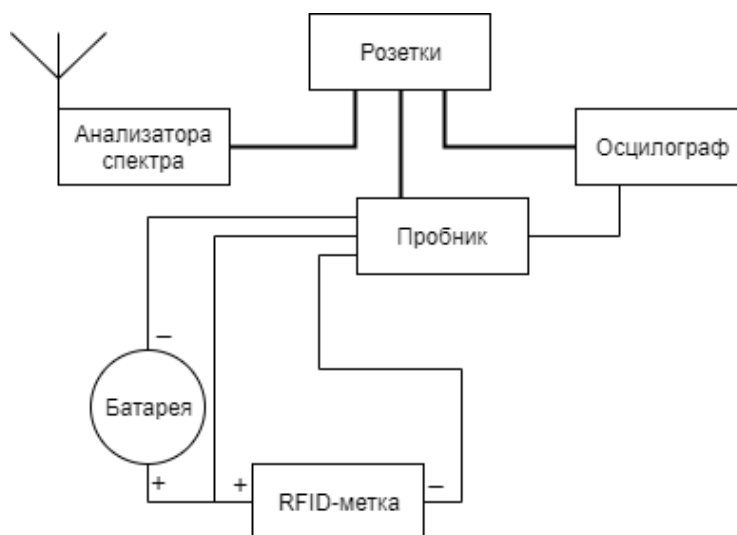 Розетки
Анализатора
спектра
Осцилограф
Пробник
–
Батарея
+
+
RFID-метка
–